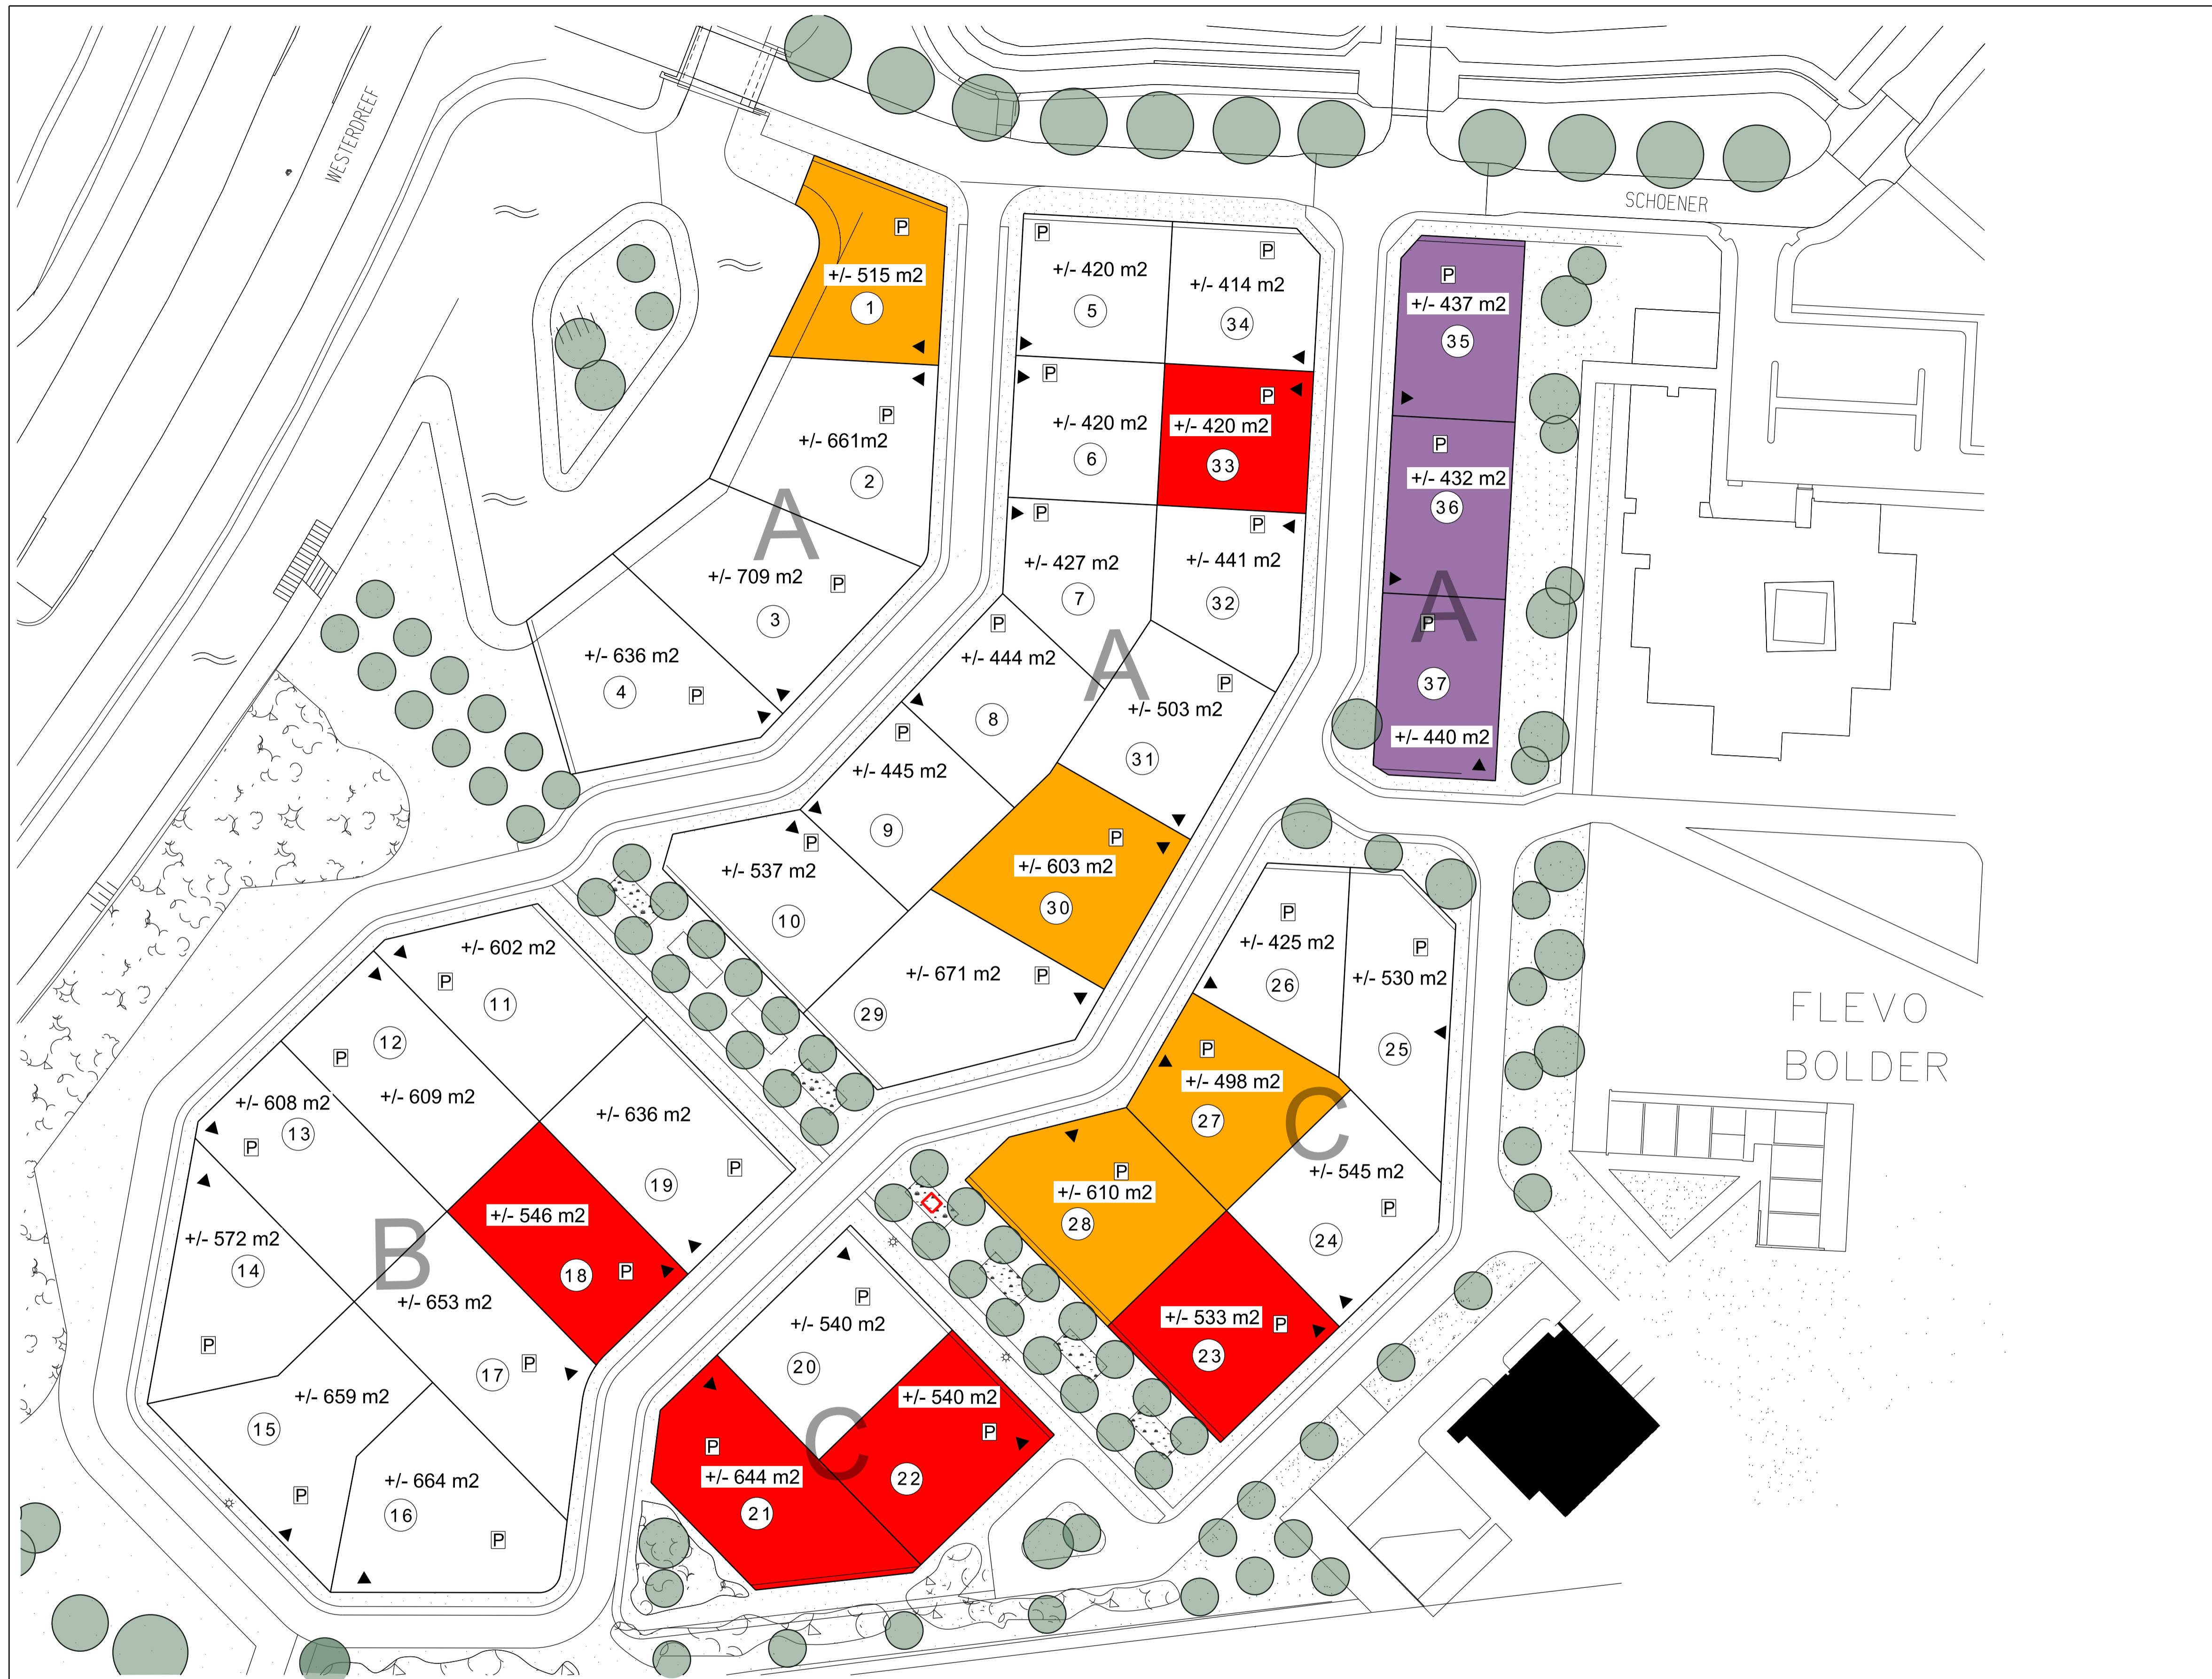 WESTERDREEF
SCHOENER
P
+/- 515 m2
1
P
+/- 661m2
2
A
+/- 709 m2
P
3
+/- 636 m2
4
P
P
+/- 420 m2
5
P
+/- 414 m2
34
P
+/- 420 m2
6
P
+/- 420 m2
33
P
+/- 427 m2
7
P
+/- 441 m2
32
A
P
+/- 444 m2
8
P
+/- 503 m2
31
P
+/- 445 m2
9
P
+/- 603 m2
30
P
+/- 537 m2
10
+/- 671 m2
P
29
P
+/- 437 m2
35
P
+/- 432 m2
36
A
P
37
+/- 440 m2
+/- 602 m2
P
11
12
P
+/- 609 m2
+/- 608 m2
13
P
+/- 572 m2
14
P
B
+/- 659 m2
15
P
+/- 664 m2
16
P
+/- 653 m2
17
P
+/- 546 m2
18
P
+/- 636 m2
19
P
P
+/- 540 m2
20
P
+/- 644 m2
21
C
+/- 540 m2
P
22
P
+/- 425 m2
26
P
+/- 530 m2
25
P
+/- 498 m2
27
C
P
+/- 610 m2
28
+/- 545 m2
P
24
+/- 533 m2
P
23
FLEVO
BOLDER